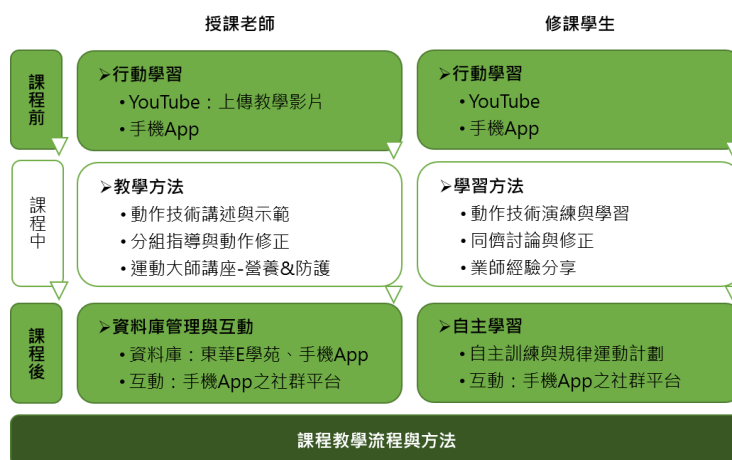 授課老師
修課學生
課程前
➢行動學習
•YouTube：上傳教學影片
•手機App
➢行動學習
•YouTube
•手機App
課程中
➢教學方法
•動作技術講述與示範
•分組指導與動作修正
•運動大師講座-營養&防護
➢學習方法
•動作技術演練與學習
•同儕討論與修正
•業師經驗分享
課程後
➢資料庫管理與互動
•資料庫：東華E學苑、手機App
•互動：手機App之社群平台
➢自主學習
•自主訓練與規律運動計劃
•互動：手機App之社群平台
課程教學流程與方法